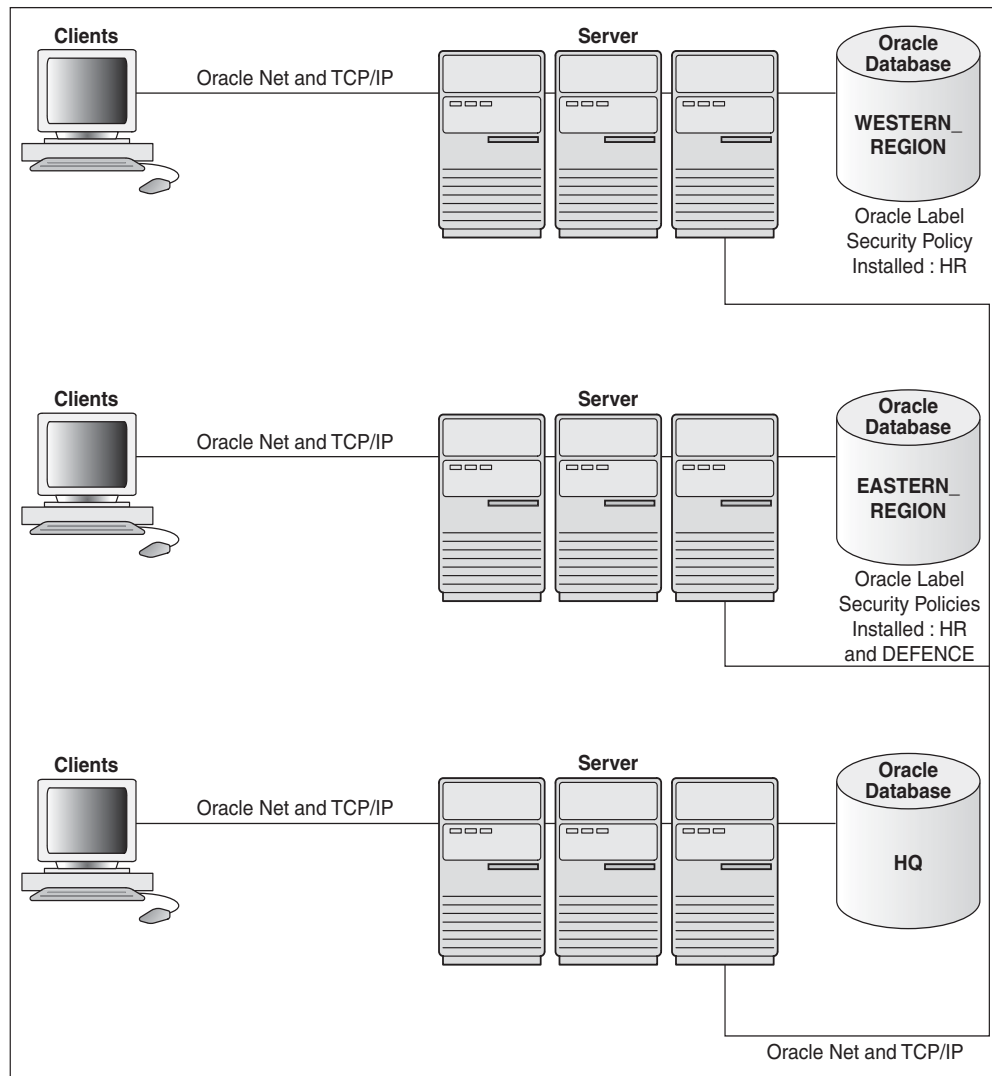 Clients
Server
Oracle
Database
Oracle Net and TCP/IP
WESTERN_
REGION
Oracle Label
Security Policy
Installed : HR
Clients
Server
Oracle
Database
Oracle Net and TCP/IP
EASTERN_
REGION
Oracle Label
Security Policies
Installed : HR
and DEFENCE
Clients
Server
Oracle
Database
Oracle Net and TCP/IP
HQ
Oracle Net and TCP/IP